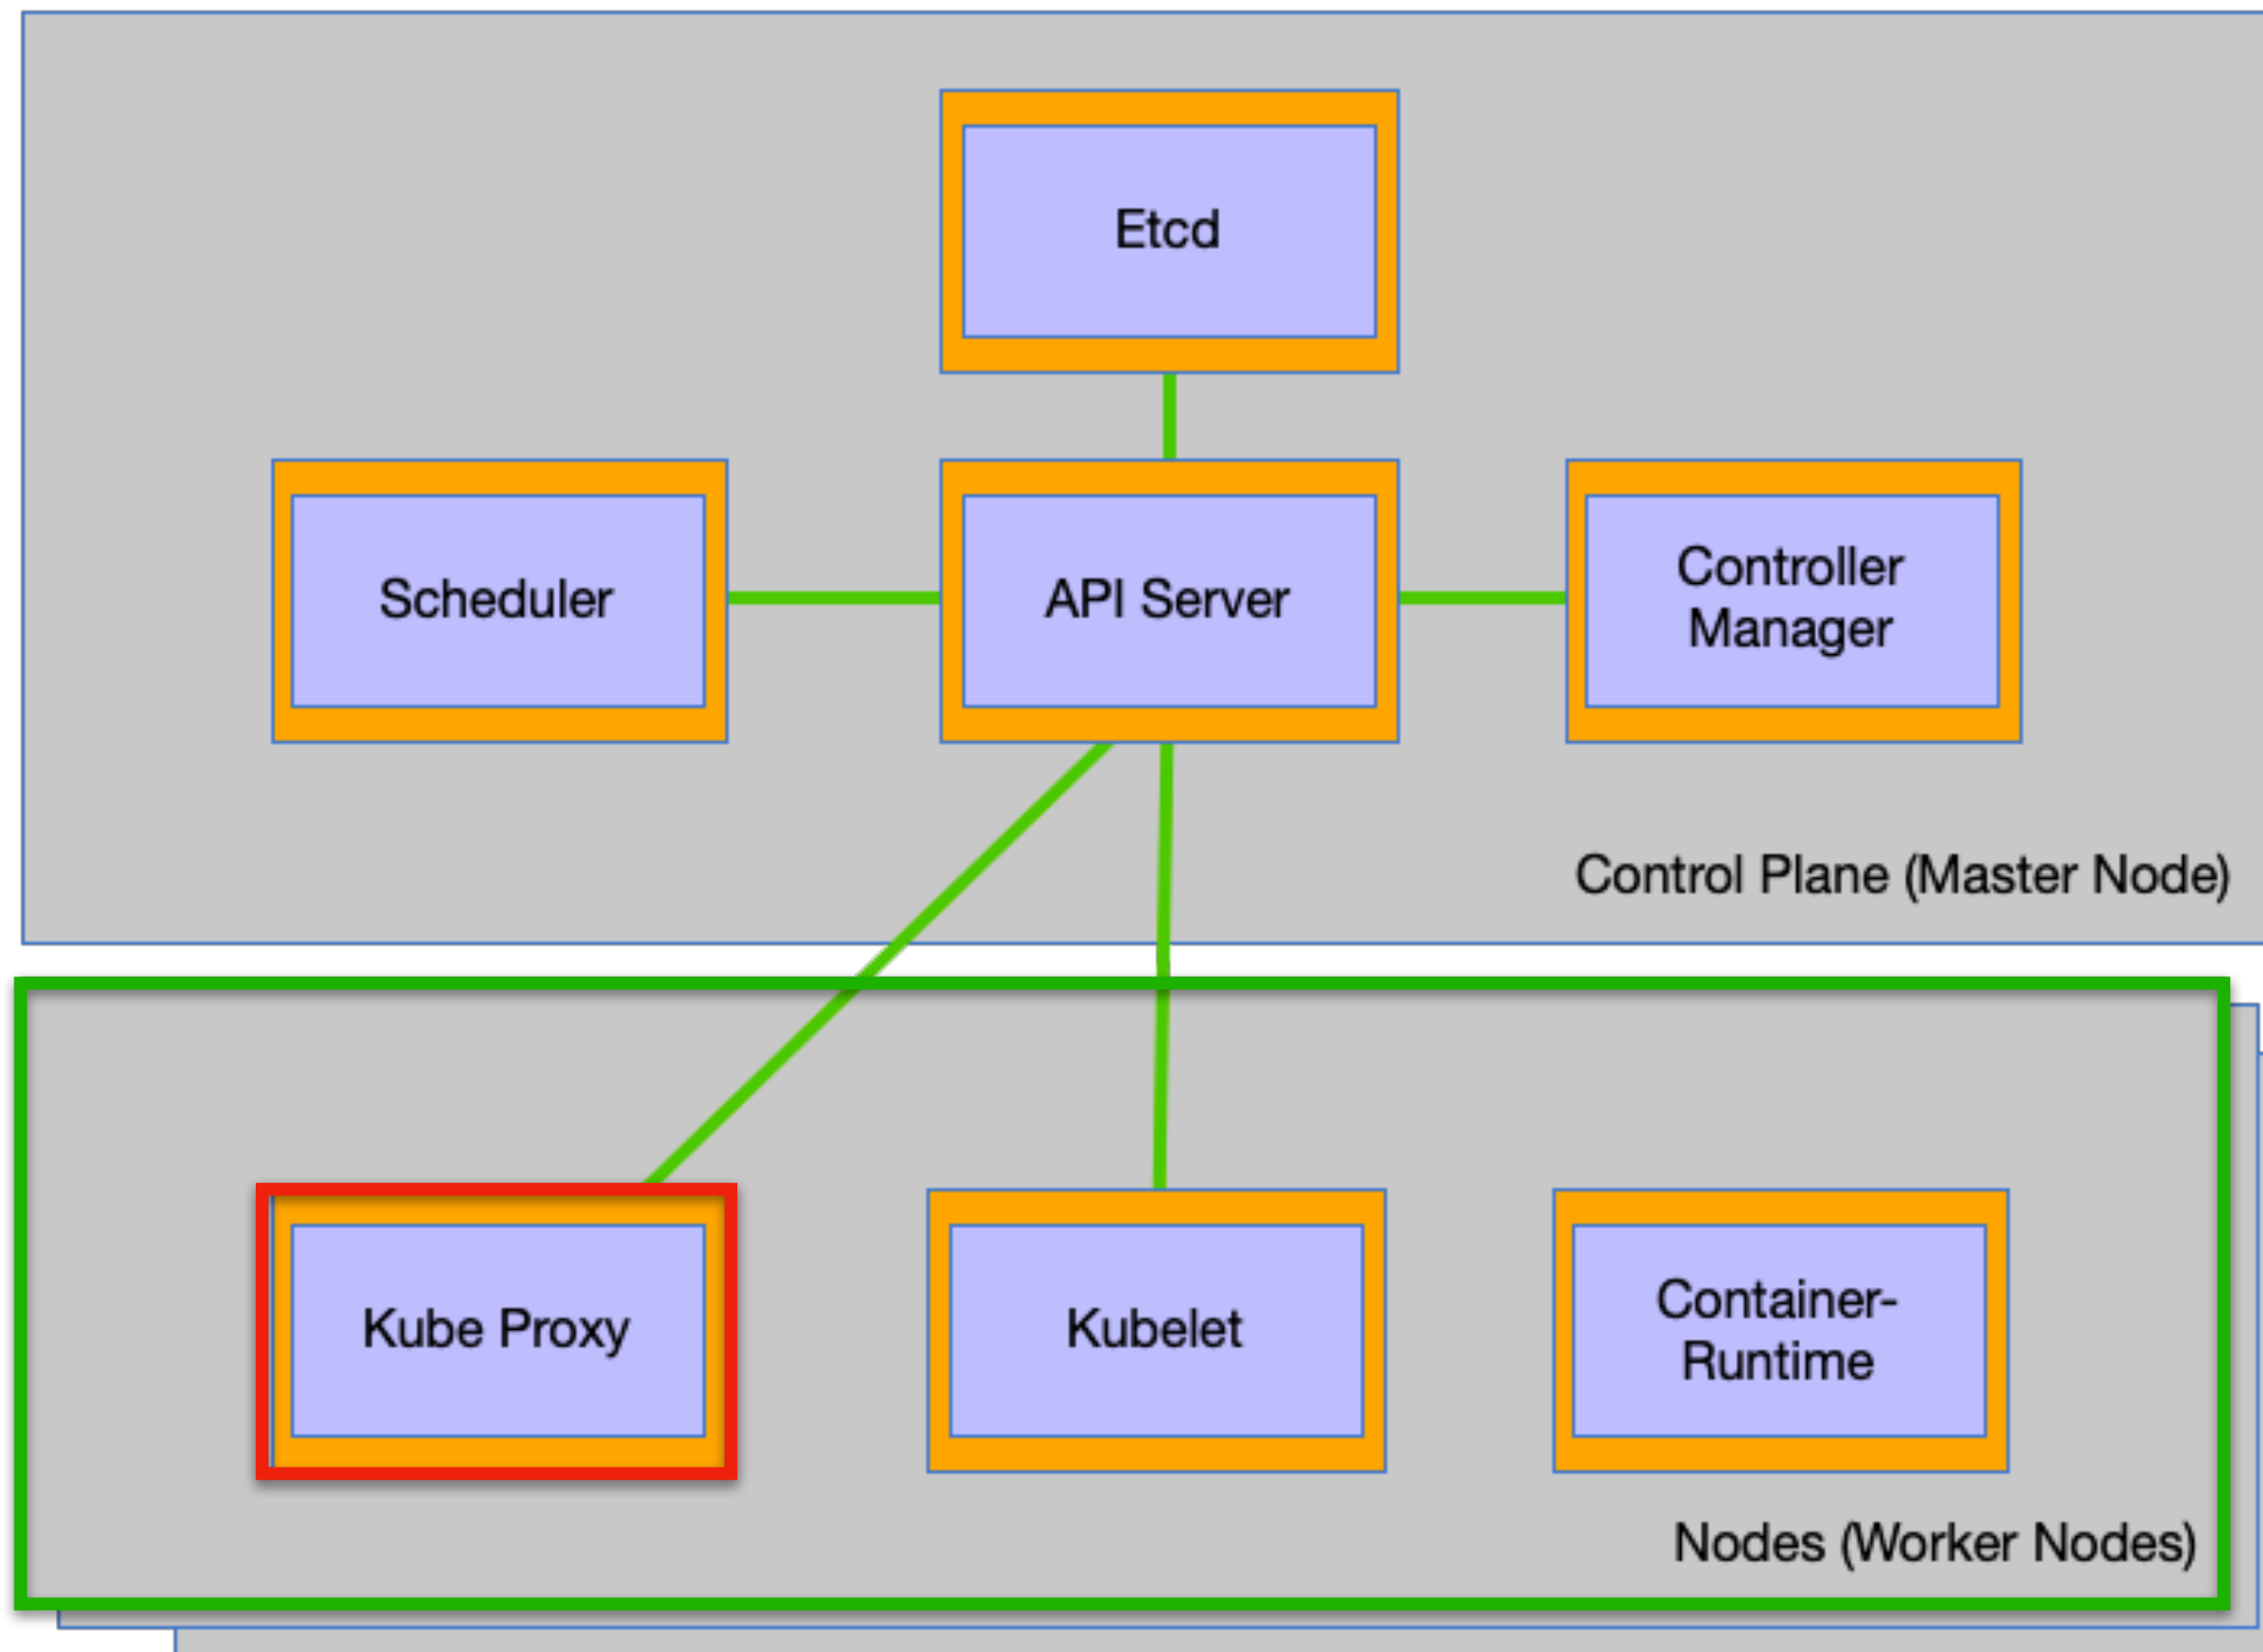 Etcd
Scheduler
API Server
Controller
Manager
Control Plane (Master Node)
Kube Proxy
Kubelet
Container-
Runtime
Nodes (Worker Nodes)